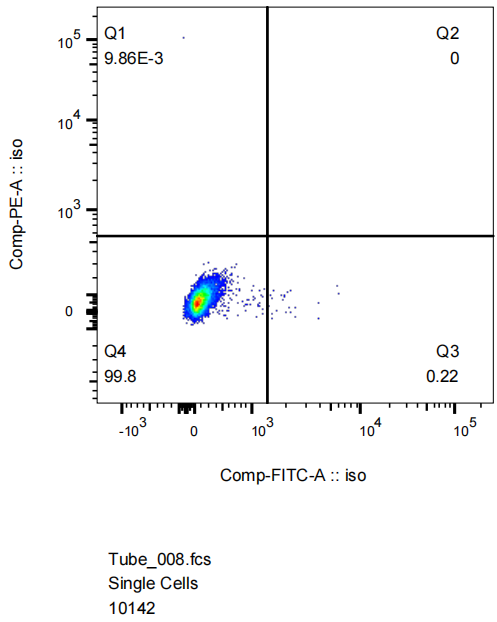 Q1
9.86E-3
Q2
0
10^5
10^4
10^3
0
Comp-PE-A :: iso
Q4
99.8
Q3
0.22
-10^3
0
10^3
10^4
10^5
Comp-FITC-A :: iso
Tube_008.fcs
Single Cells
10142